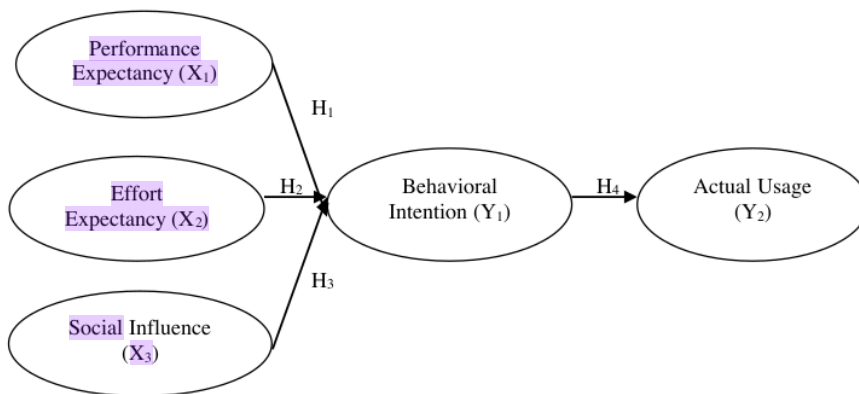 Performance
Expectancy (X₁)
H₁
Effort
Expectancy (X₂)
H₂
Behavioral
Intention (Y₁)
H₄
Actual Usage
(Y₂)
H₃
Social Influence
(X₃)